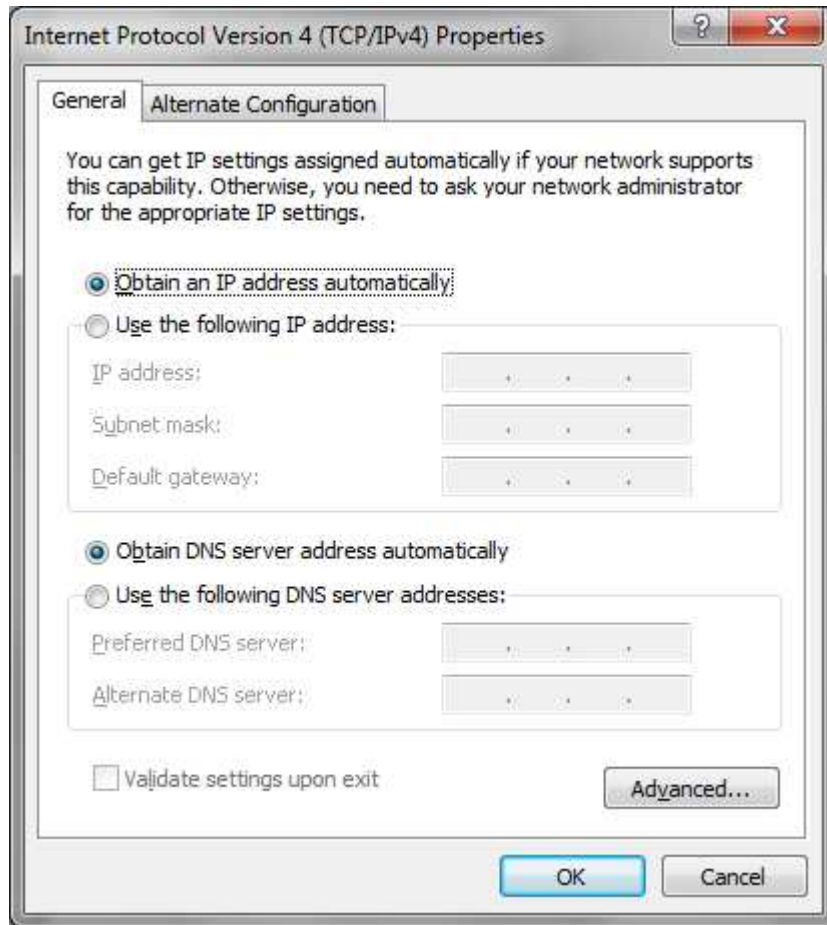 Internet Protocol Version 4 (TCP/IPv4) Properties
General
Alternate Configuration
You can get IP settings assigned automatically if your network supports
this capability. Otherwise, you need to ask your network administrator
for the appropriate IP settings.
Obtain an IP address automatically
Use the following IP address:
IP address:
. . .
Subnet mask:
. . .
Default gateway:
. . .
Obtain DNS server address automatically
Use the following DNS server addresses:
Preferred DNS server:
. . .
Alternate DNS server:
. . .
Validate settings upon exit
Advanced...
OK
Cancel